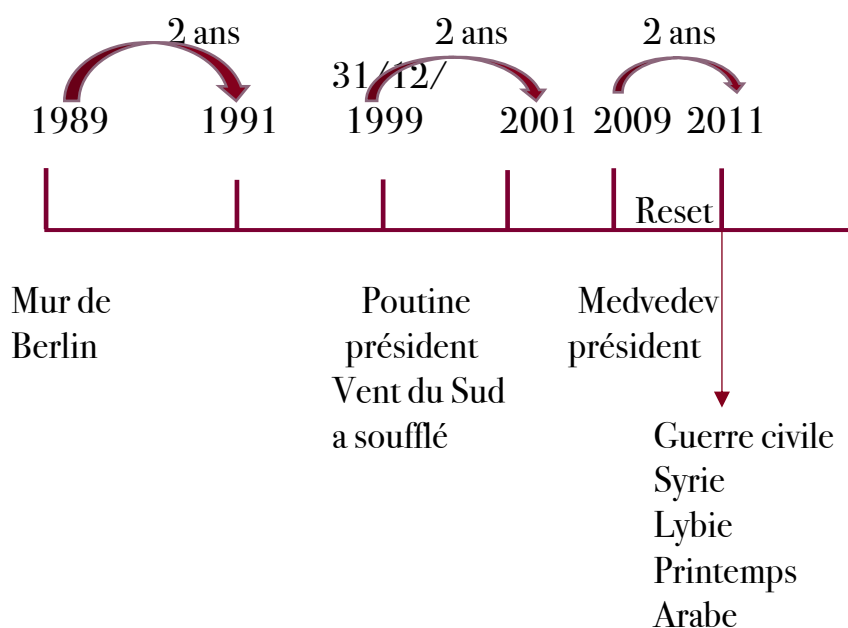 2 ans 2 ans 2 ans
31/12/
1989 1991 1999 2001 2009 2011
Reset
Mur de
Berlin
Poutine
président
Vent du Sud
a soufflé
Medvedev
président
Guerre civile
Syrie
Lybie
Printemps
Arabe